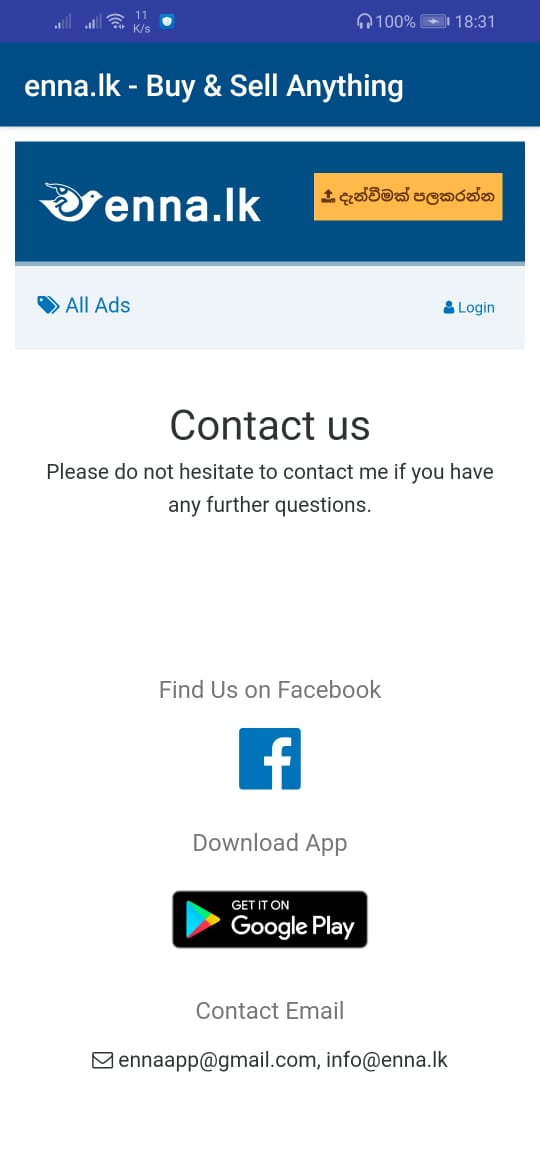 11
K/s
100%
18:31
enna.lk - Buy & Sell Anything
enna.lk
දැන්වීමක් පලකරන්න
All Ads
Login
Contact us
Please do not hesitate to contact me if you have
any further questions.
Find Us on Facebook
Download App
GET IT ON
Google Play
Contact Email
ennaapp@gmail.com, info@enna.lk